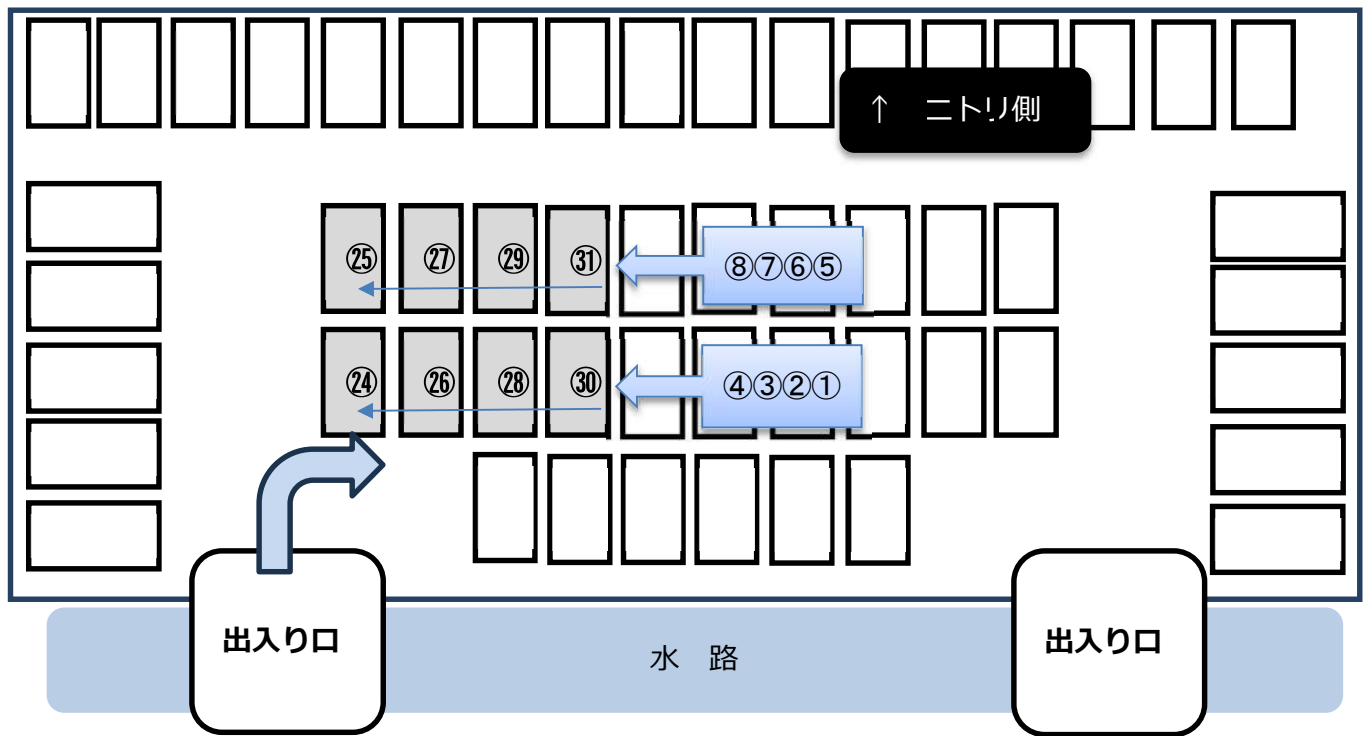 ↑　ニトリ側
㉕ ㉗ ㉙ ㉛
⑧⑦⑥⑤
㉔ ㉖ ㉘ ㉚
④③②①
出入り口
水　路
出入り口